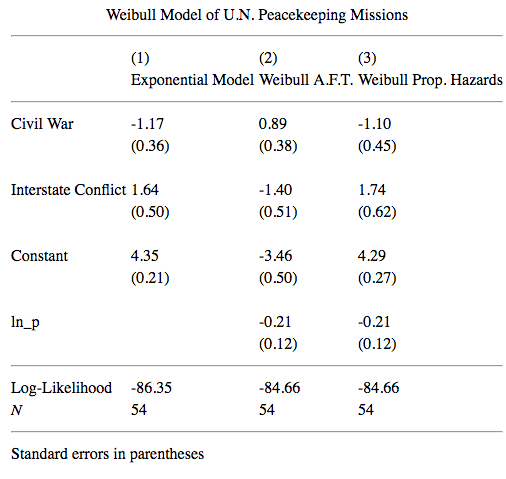 Weibull Model of U.N. Peacekeeping Missions
(1) (2) (3)
Exponential Model Weibull A.F.T. Weibull Prop. Hazards
Civil War -1.17 0.89 -1.10
(0.36) (0.38) (0.45)
Interstate Conflict 1.64 -1.40 1.74
(0.50) (0.51) (0.62)
Constant 4.35 -3.46 4.29
(0.21) (0.50) (0.27)
ln_p -0.21 -0.21
(0.12) (0.12)
Log-Likelihood -86.35 -84.66 -84.66
N 54 54 54
Standard errors in parentheses